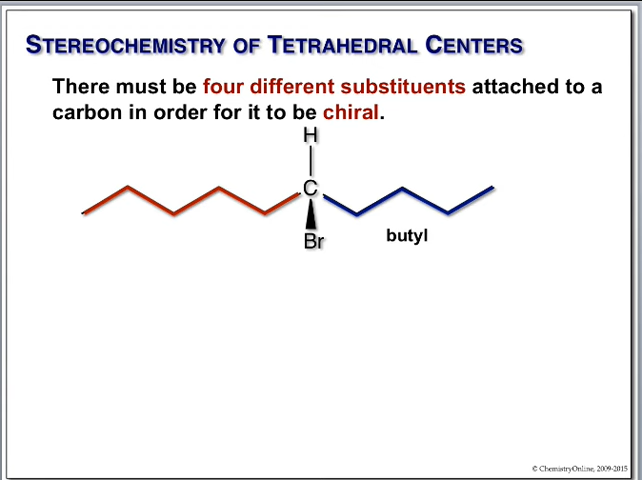 STEREOCHEMISTRY OF TETRAHEDRAL CENTERS
There must be four different substituents attached to a
carbon in order for it to be chiral.
H
C
Br
butyl
© ChemistryOnline, 2009-2015